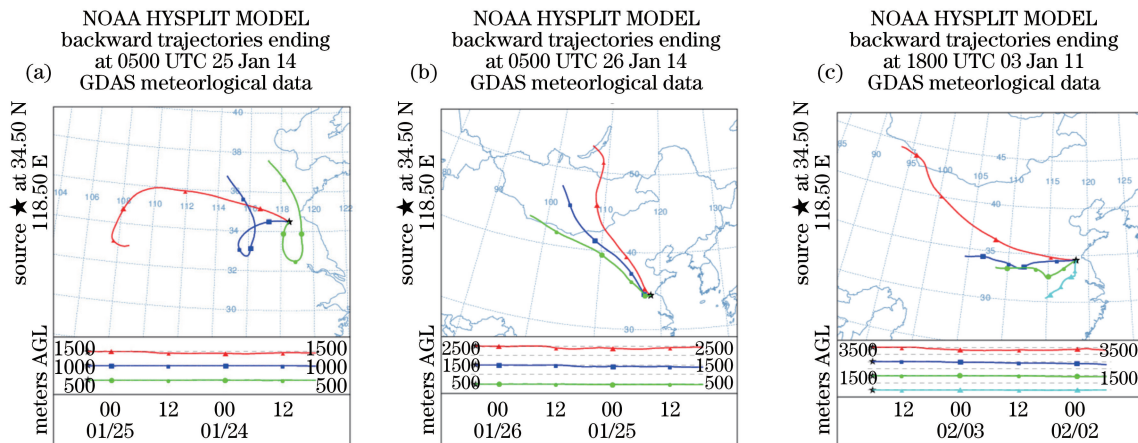 NOAA HYSPLIT MODEL
backward trajectories ending
at 0500 UTC 25 Jan 14
GDAS meteorlogical data
(a)
source ★ at 34.50 N
118.50 E
40
38
36
34
32
30
104
106
108
110
112
114
116
118
120
122
meters AGL
1500 1500
1000 1000
500 500
00 12 00 12
01/25 01/24
NOAA HYSPLIT MODEL
backward trajectories ending
at 0500 UTC 26 Jan 14
GDAS meteorlogical data
(b)
source ★ at 34.50 N
118.50 E
90
100
110
120
130
50
40
30
meters AGL
2500 2500
1500 1500
500 500
00 12 00 12
01/26 01/25
NOAA HYSPLIT MODEL
backward trajectories ending
at 1800 UTC 03 Jan 11
GDAS meteorlogical data
(c)
source ★ at 34.50 N
118.50 E
85
90
95
100
105
110
115
120
125
45
40
35
30
meters AGL
3500 3500
1500 1500
12 00 12 00
02/03 02/02